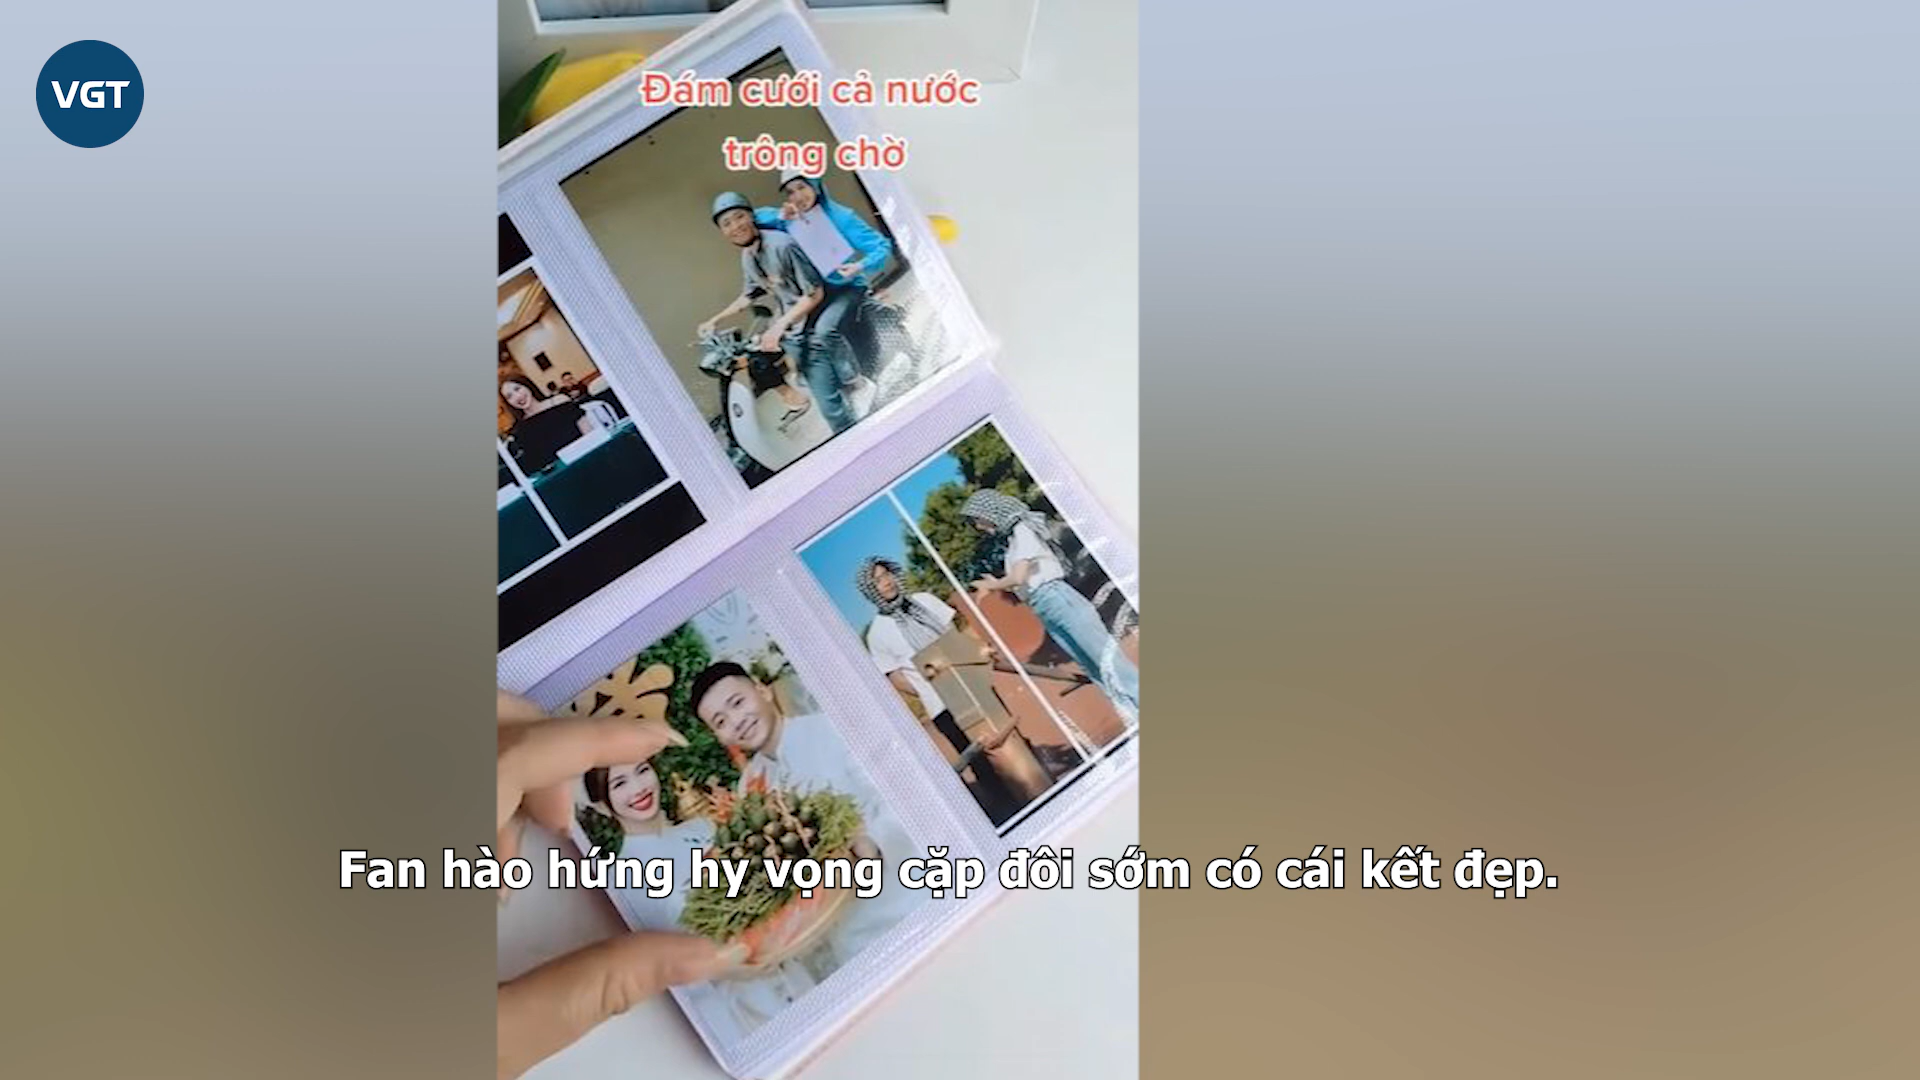 VGT
Đám cưới cả nước
trông chờ
Fan hào hứng hy vọng cặp đôi sớm có cái kết đẹp.